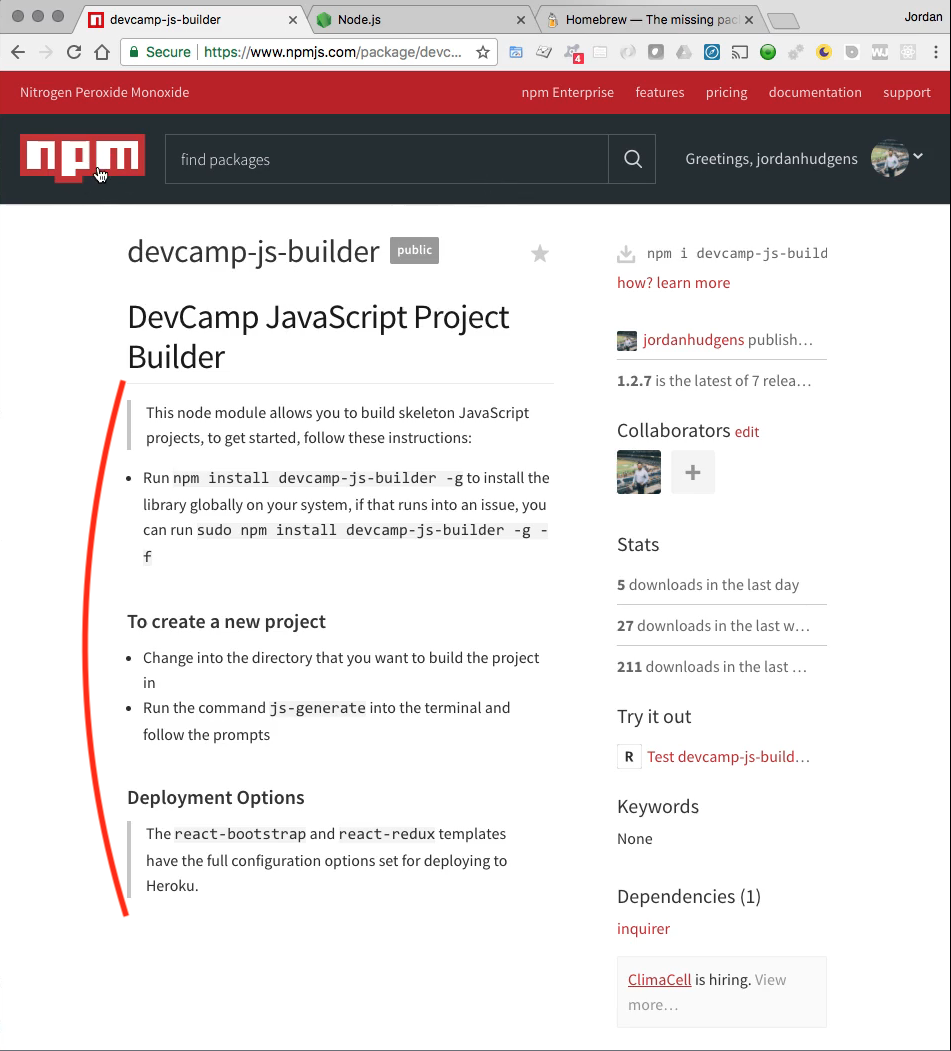 devcamp-js-builder
Node.js
Homebrew — The missing pac
Jordan
Secure
https://www.npmjs.com/package/devc...
4
WJ
Nitrogen Peroxide Monoxide
npm Enterprise
features
pricing
documentation
support
npm
find packages
Greetings, jordanhudgens
devcamp-js-builder
public
DevCamp JavaScript Project
Builder
This node module allows you to build skeleton JavaScript
projects, to get started, follow these instructions:
• Run npm install devcamp-js-builder -g to install the
library globally on your system, if that runs into an issue, you
can run sudo npm install devcamp-js-builder -g -
f
To create a new project
• Change into the directory that you want to build the project
in
• Run the command js-generate into the terminal and
follow the prompts
Deployment Options
The react-bootstrap and react-redux templates
have the full configuration options set for deploying to
Heroku.
npm i devcamp-js-build
how? learn more
jordanhudgens publish…
1.2.7 is the latest of 7 relea…
Collaborators edit
+
Stats
5 downloads in the last day
27 downloads in the last w…
211 downloads in the last …
Try it out
R Test devcamp-js-build…
Keywords
None
Dependencies (1)
inquirer
ClimaCell is hiring. View
more…